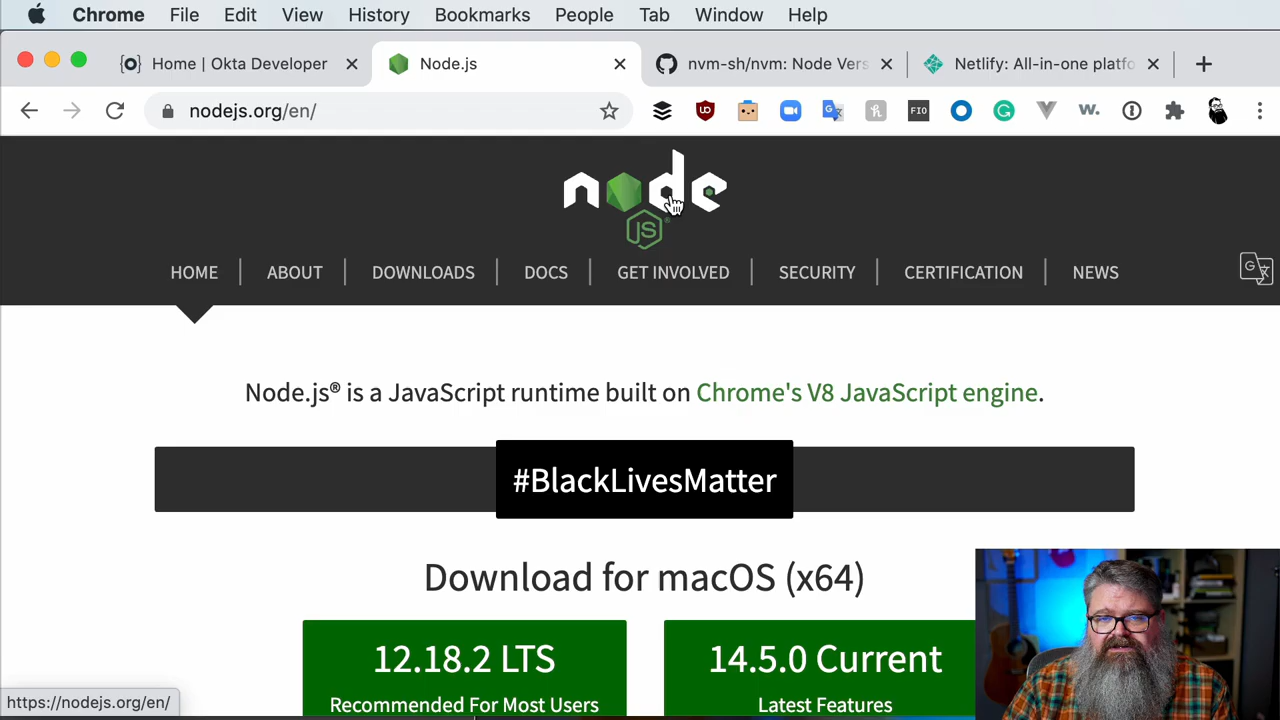 Chrome File Edit View History Bookmarks People Tab Window Help
Home | Okta Developer Node.js nvm-sh/nvm: Node Vers Netlify: All-in-one platfo
nodejs.org/en/ FIO w.
node
JS
HOME ABOUT DOWNLOADS DOCS GET INVOLVED SECURITY CERTIFICATION NEWS
Node.js® is a JavaScript runtime built on Chrome's V8 JavaScript engine.
#BlackLivesMatter
Download for macOS (x64)
12.18.2 LTS 14.5.0 Current
Recommended For Most Users Latest Features
https://nodejs.org/en/